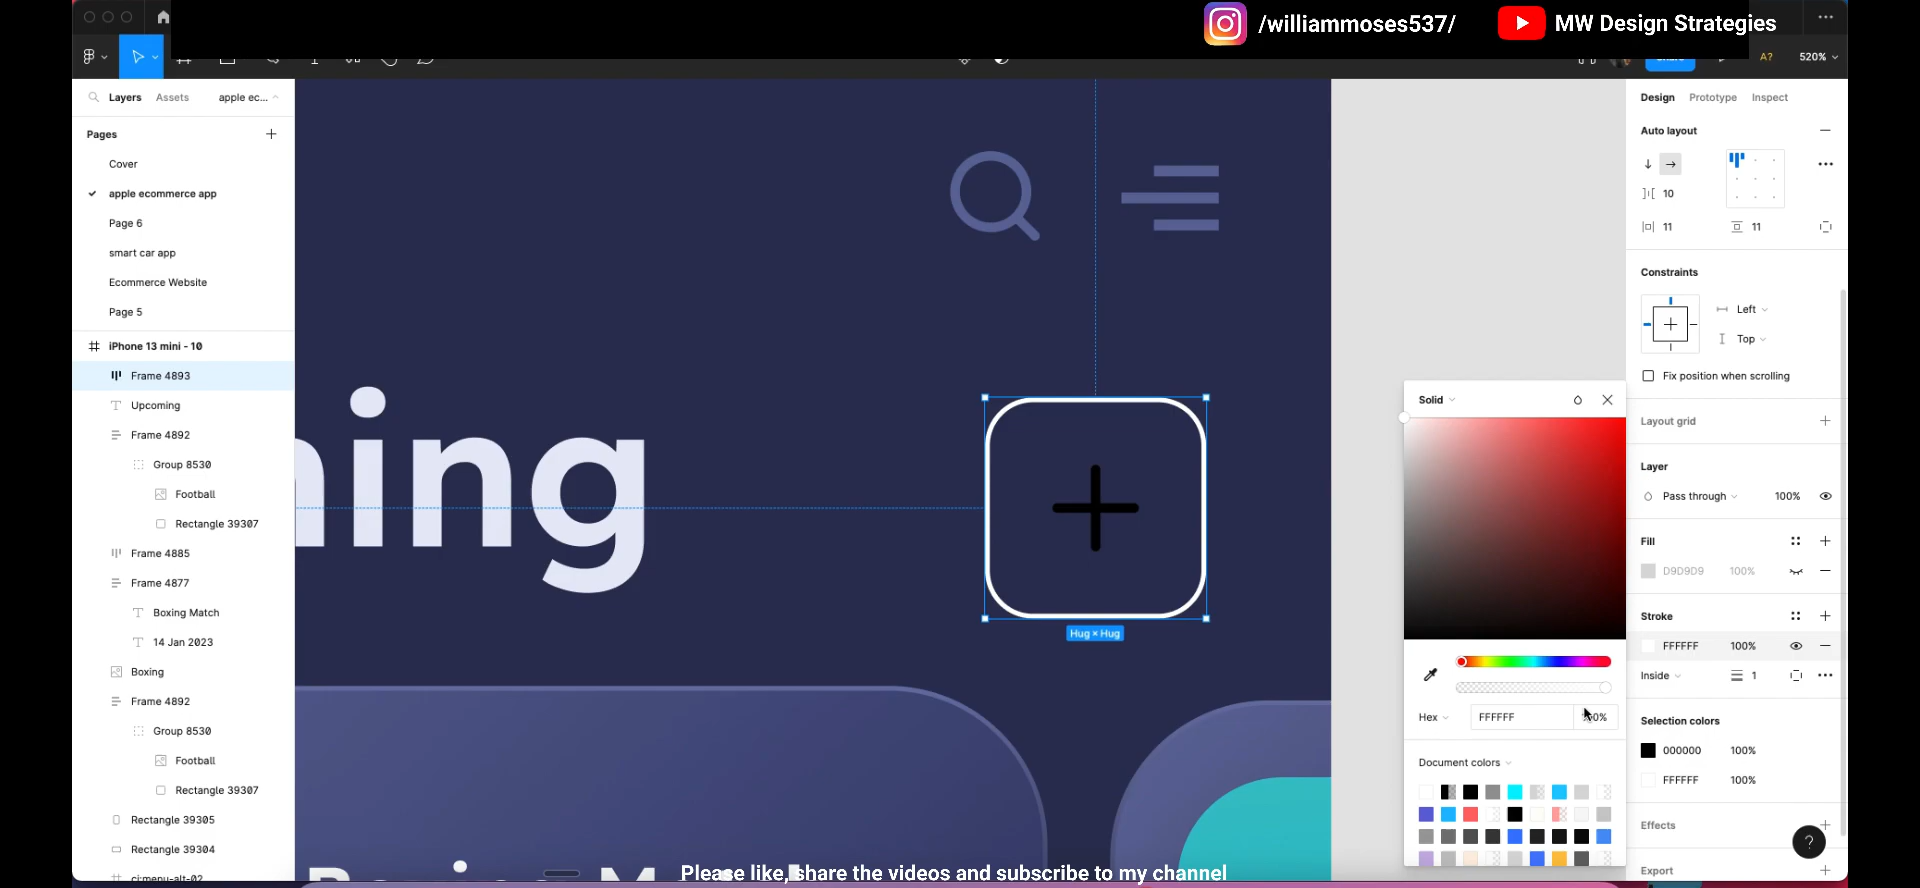 /williammoses537/
MW Design Strategies
A?
520%
Layers
Assets
apple ec...
Pages
Cover
apple ecommerce app
Page 6
smart car app
Ecommerce Website
Page 5
iPhone 13 mini - 10
Frame 4893
Upcoming
Frame 4892
Group 8530
Football
Rectangle 39307
Frame 4885
Frame 4877
Boxing Match
14 Jan 2023
Boxing
Frame 4892
Group 8530
Football
Rectangle 39307
Rectangle 39305
Rectangle 39304
ci:menu-alt-02
ing
Hug × Hug
Please like, share the videos and subscribe to my channel
Solid
Hex
FFFFFF
Document colors
Design
Prototype
Inspect
Auto layout
10
11
11
Constraints
Left
Top
Fix position when scrolling
Layout grid
Layer
Pass through
100%
Fill
D9D9D9
100%
Stroke
FFFFFF
100%
Inside
1
Selection colors
000000
100%
FFFFFF
100%
Effects
?
Export